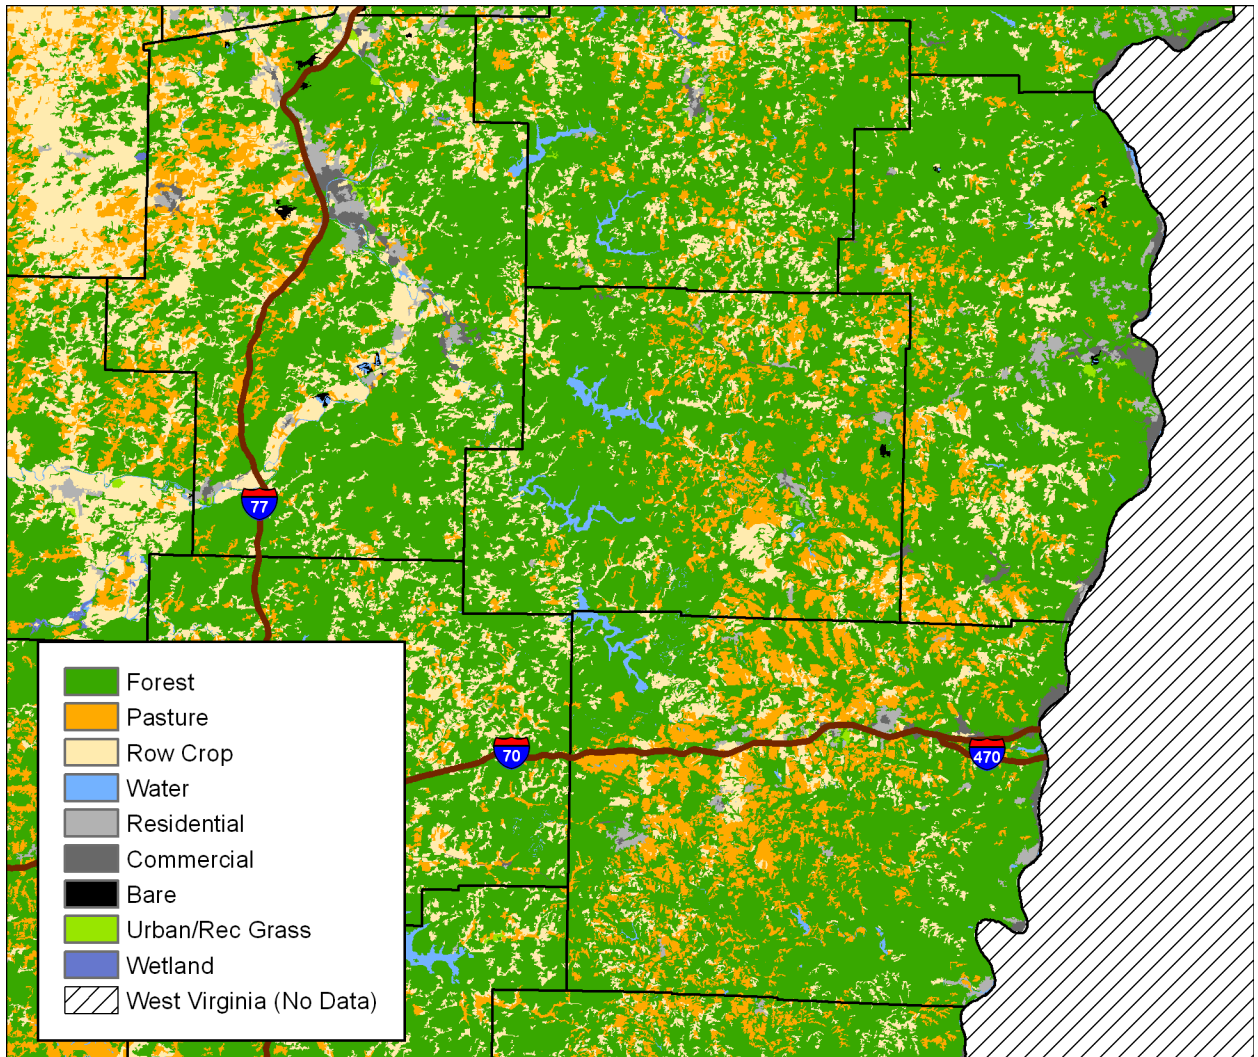 77
70
470
Forest
Pasture
Row Crop
Water
Residential
Commercial
Bare
Urban/Rec Grass
Wetland
West Virginia (No Data)